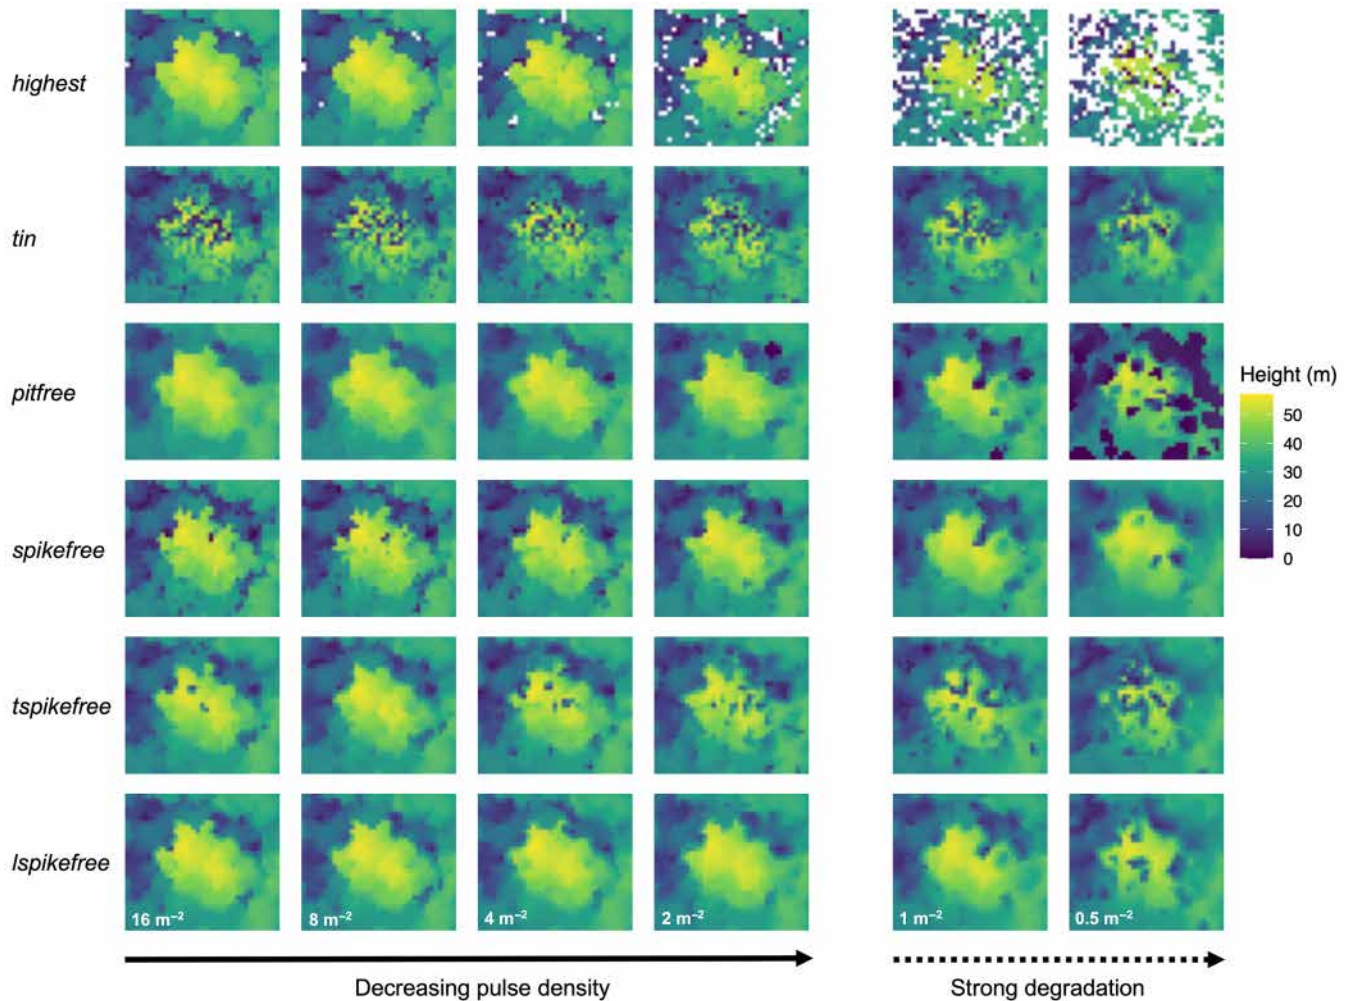 highest
tin
pitfree
Height (m)
50
40
30
20
10
0
spikefree
tspikefree
lspikefree
16 m⁻² 8 m⁻² 4 m⁻² 2 m⁻² 1 m⁻² 0.5 m⁻²
Decreasing pulse density Strong degradation